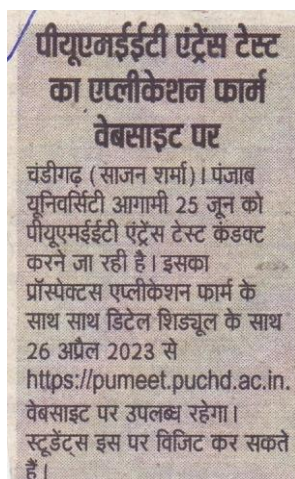 पीयूएमईईटी एंट्रेंस टेस्ट
का एप्लीकेशन फार्म
वेबसाइट पर
चंडीगढ़ (साजन शर्मा)। पंजाब
यूनिवर्सिटी आगामी 25 जून को
पीयूएमईईटी एंट्रेंस टेस्ट कंडक्ट
करने जा रही है। इसका
प्रॉस्पेक्टस एप्लीकेशन फार्म के
साथ साथ डिटेल शिड्यूल के साथ
26 अप्रैल 2023 से
https://pumeet.puchd.ac.in.
वेबसाइट पर उपलब्ध रहेगा।
स्टूडेंट्स इस पर विजिट कर सकते
हैं।